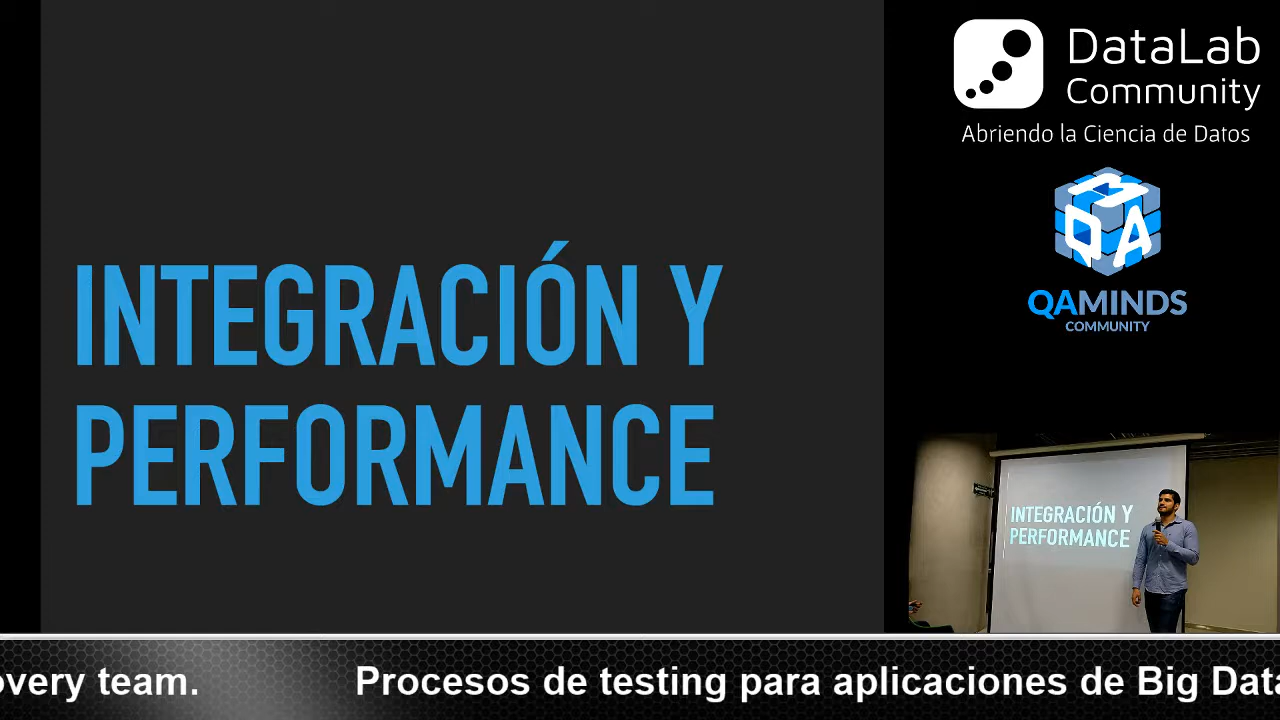 INTEGRACIÓN Y
PERFORMANCE
DataLab
Community
Abriendo la Ciencia de Datos
QA
QAMINDS
COMMUNITY
INTEGRACIÓN Y
PERFORMANCE
overy team. Procesos de testing para aplicaciones de Big Data